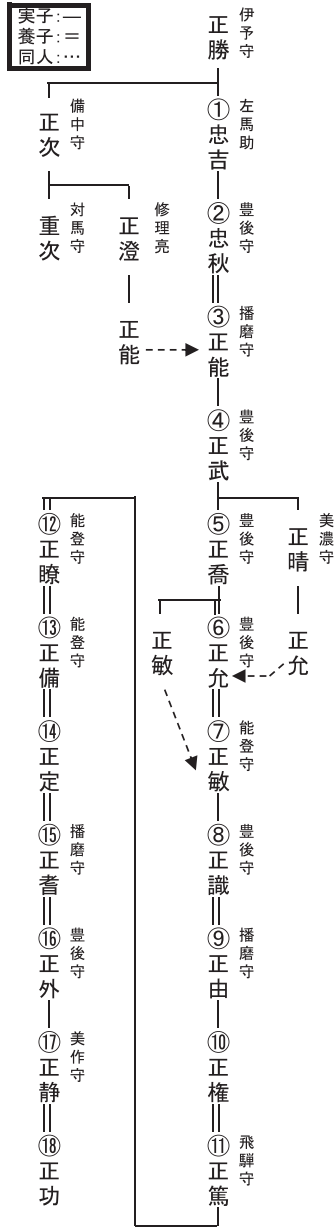 実子：—
養子：＝
同人：…
伊予守
正勝
左馬助
①忠吉
備中守
正次
豊後守
②忠秋
修理亮
正澄
対馬守
重次
播磨守
③正能
正能
豊後守
④正武
美濃守
正晴
豊後守
⑤正喬
正允
豊後守
⑥正允
正敏
能登守
⑦正敏
豊後守
⑧正識
播磨守
⑨正由
⑩正権
飛騨守
⑪正篤
能登守
⑫正瞭
能登守
⑬正備
⑭正定
播磨守
⑮正耆
豊後守
⑯正外
美作守
⑰正静
⑱正功